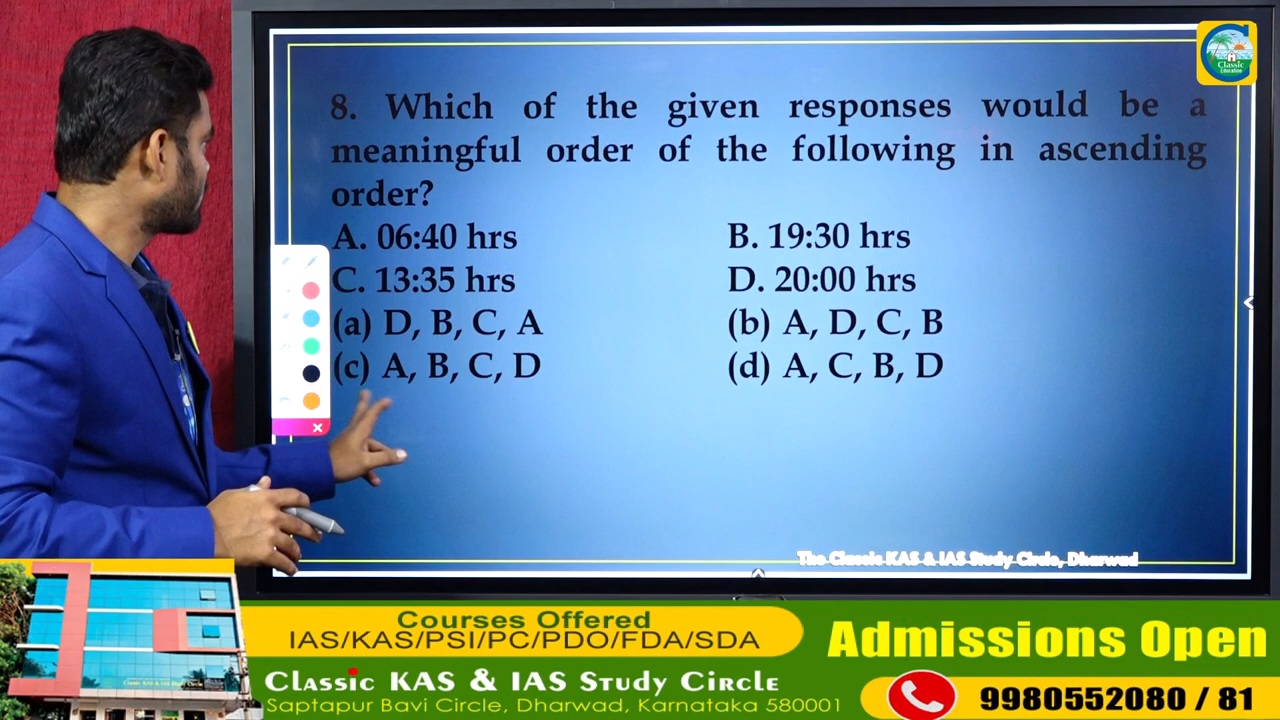 Classic
Education
8. Which of the given responses would be a
meaningful order of the following in ascending
order?
A. 06:40 hrs B. 19:30 hrs
C. 13:35 hrs D. 20:00 hrs
(a) D, B, C, A (b) A, D, C, B
(c) A, B, C, D (d) A, C, B, D
The Classic KAS & IAS Study Circle, Dharwad
Courses Offered
IAS/KAS/PSI/PC/PDO/FDA/SDA
Classic KAS & IAS Study Circle
Saptapur Bavi Circle, Dharwad, Karnataka 580001
Admissions Open
9980552080 / 81